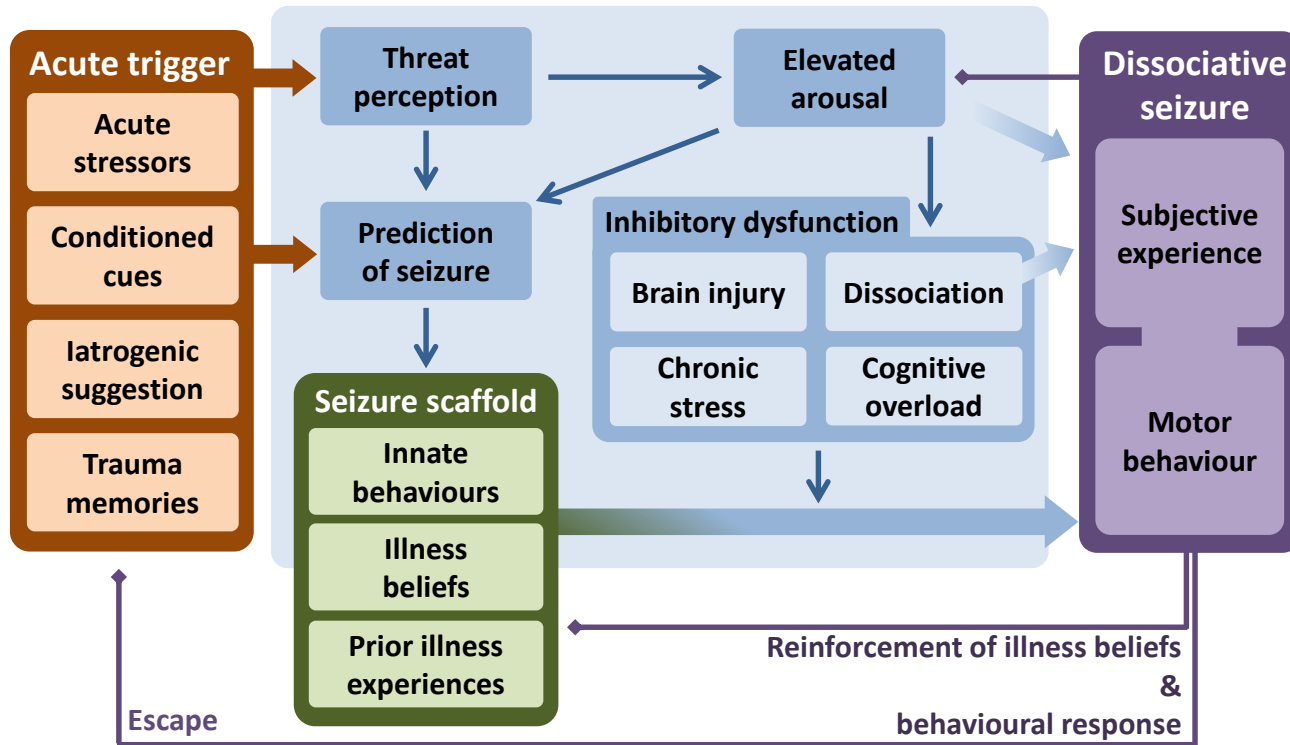 Acute trigger
Acute
stressors
Conditioned
cues
Iatrogenic
suggestion
Trauma
memories
Threat
perception
Elevated
arousal
Prediction
of seizure
Inhibitory dysfunction
Brain injury
Dissociation
Chronic
stress
Cognitive
overload
Seizure scaffold
Innate
behaviours
Illness
beliefs
Prior illness
experiences
Dissociative
seizure
Subjective
experience
Motor
behaviour
Reinforcement of illness beliefs
&
behavioural response
Escape